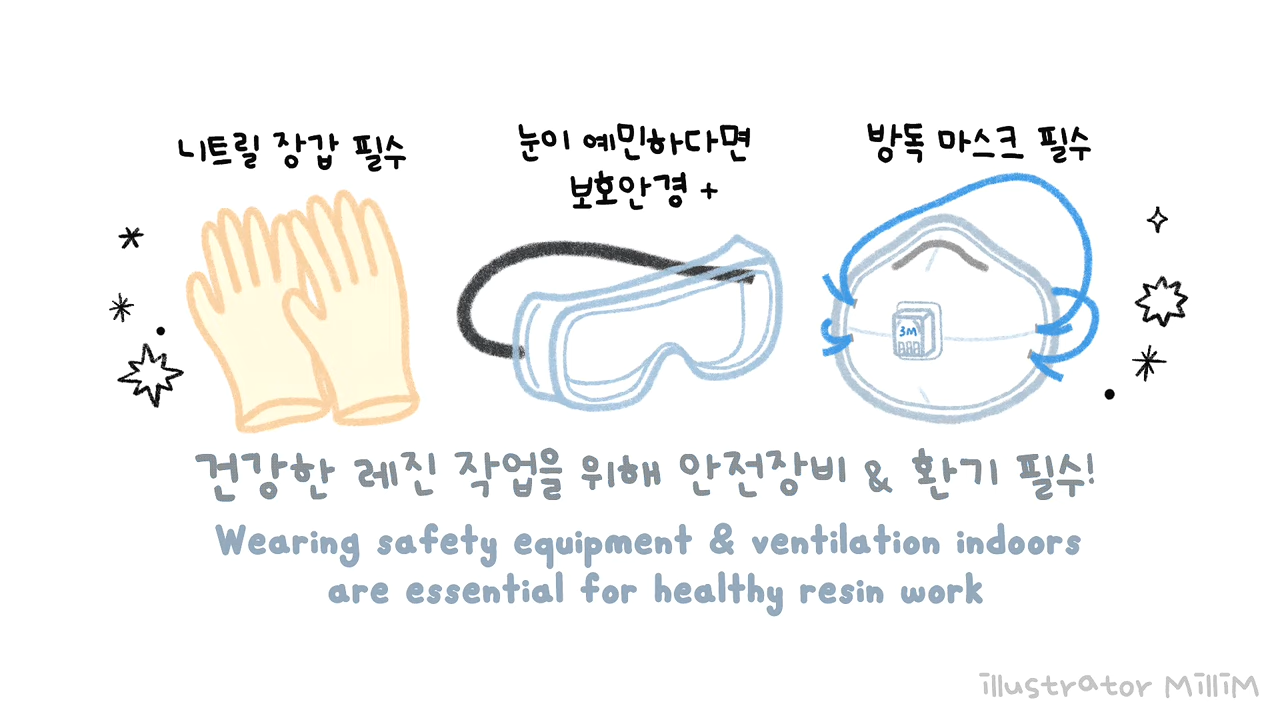 니트릴 장갑 필수
눈이 예민하다면
보호안경 +
방독 마스크 필수
3M
건강한 레진 작업을 위해 안전장비 & 환기 필수!
Wearing safety equipment & ventilation indoors
are essential for healthy resin work
illustrator MilliM